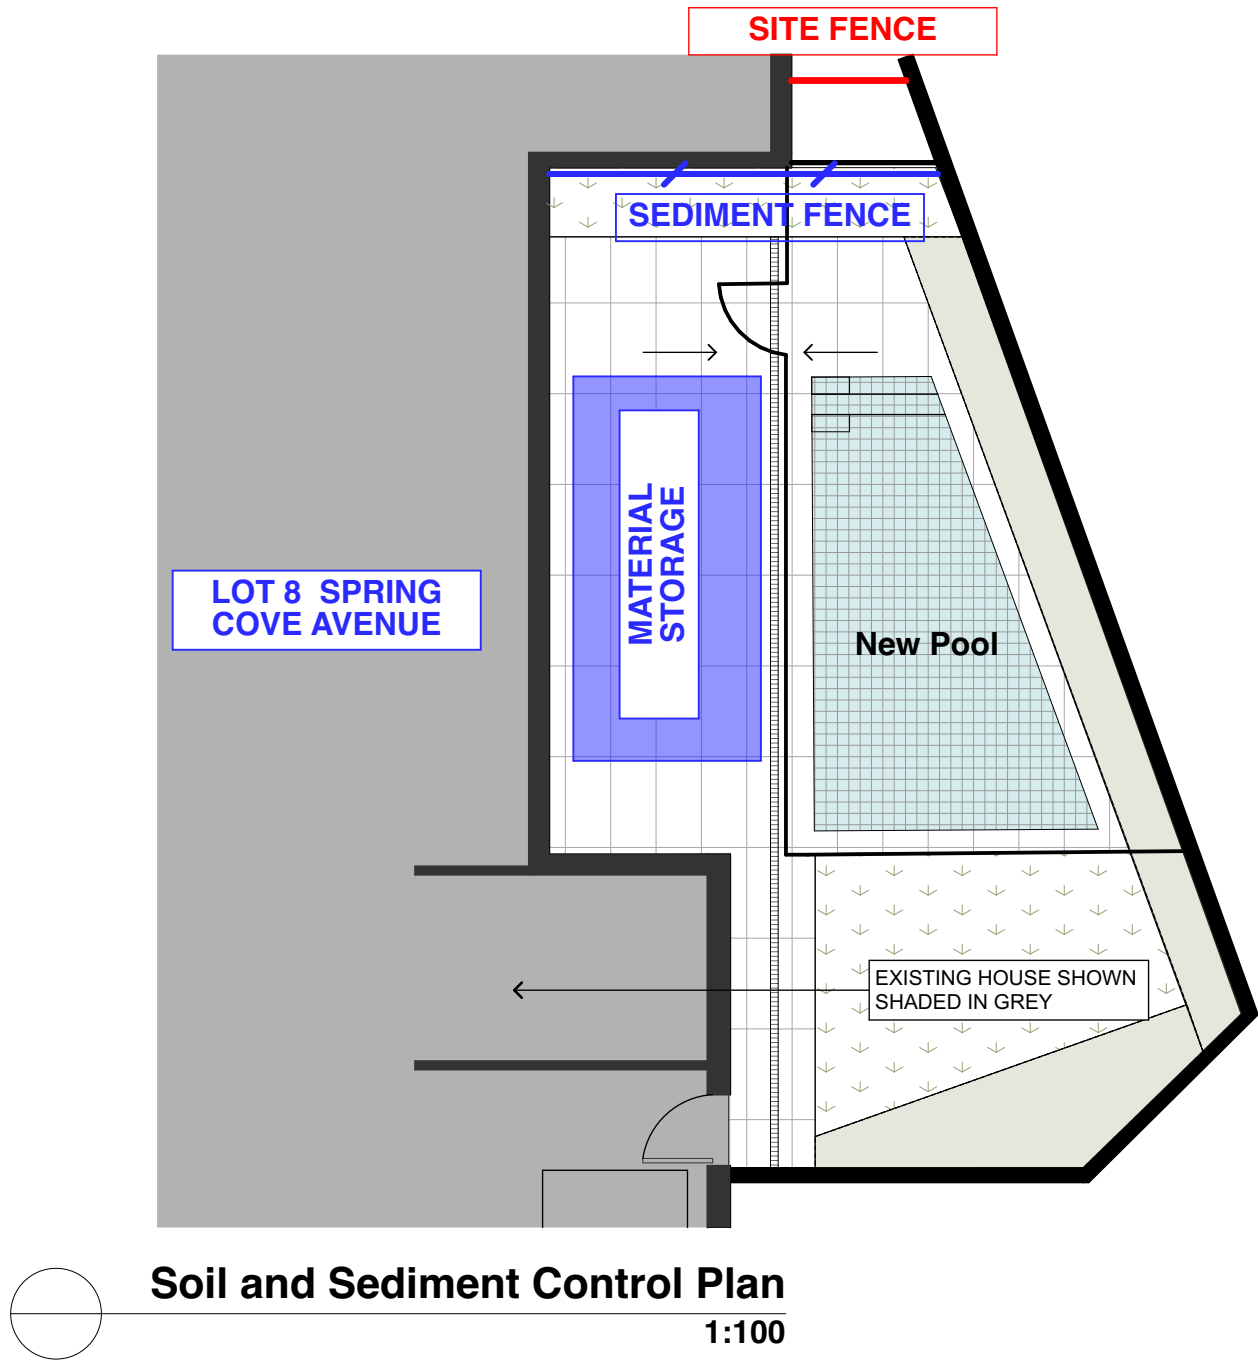 SITE FENCE
SEDIMENT FENCE
MATERIAL
STORAGE
LOT 8 SPRING
COVE AVENUE
New Pool
EXISTING HOUSE SHOWN
SHADED IN GREY
Soil and Sediment Control Plan
1:100